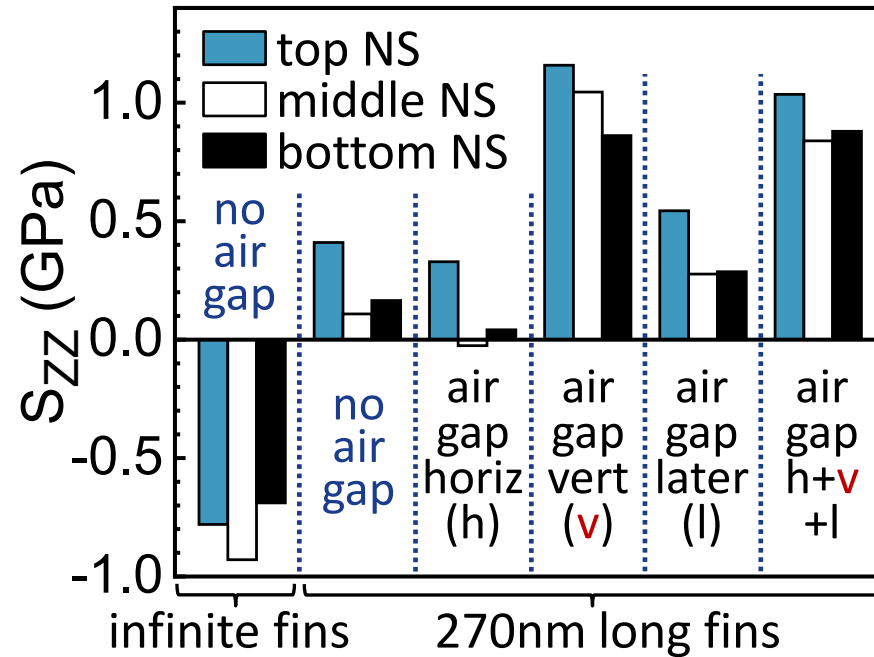 top NS
middle NS
bottom NS
SZZ (GPa)
1.0
0.5
0.0
-0.5
-1.0
no
air
gap
no
air
gap
air
gap
horiz
(h)
air
gap
vert
(v)
air
gap
later
(l)
air
gap
h+v
+l
infinite fins
270nm long fins